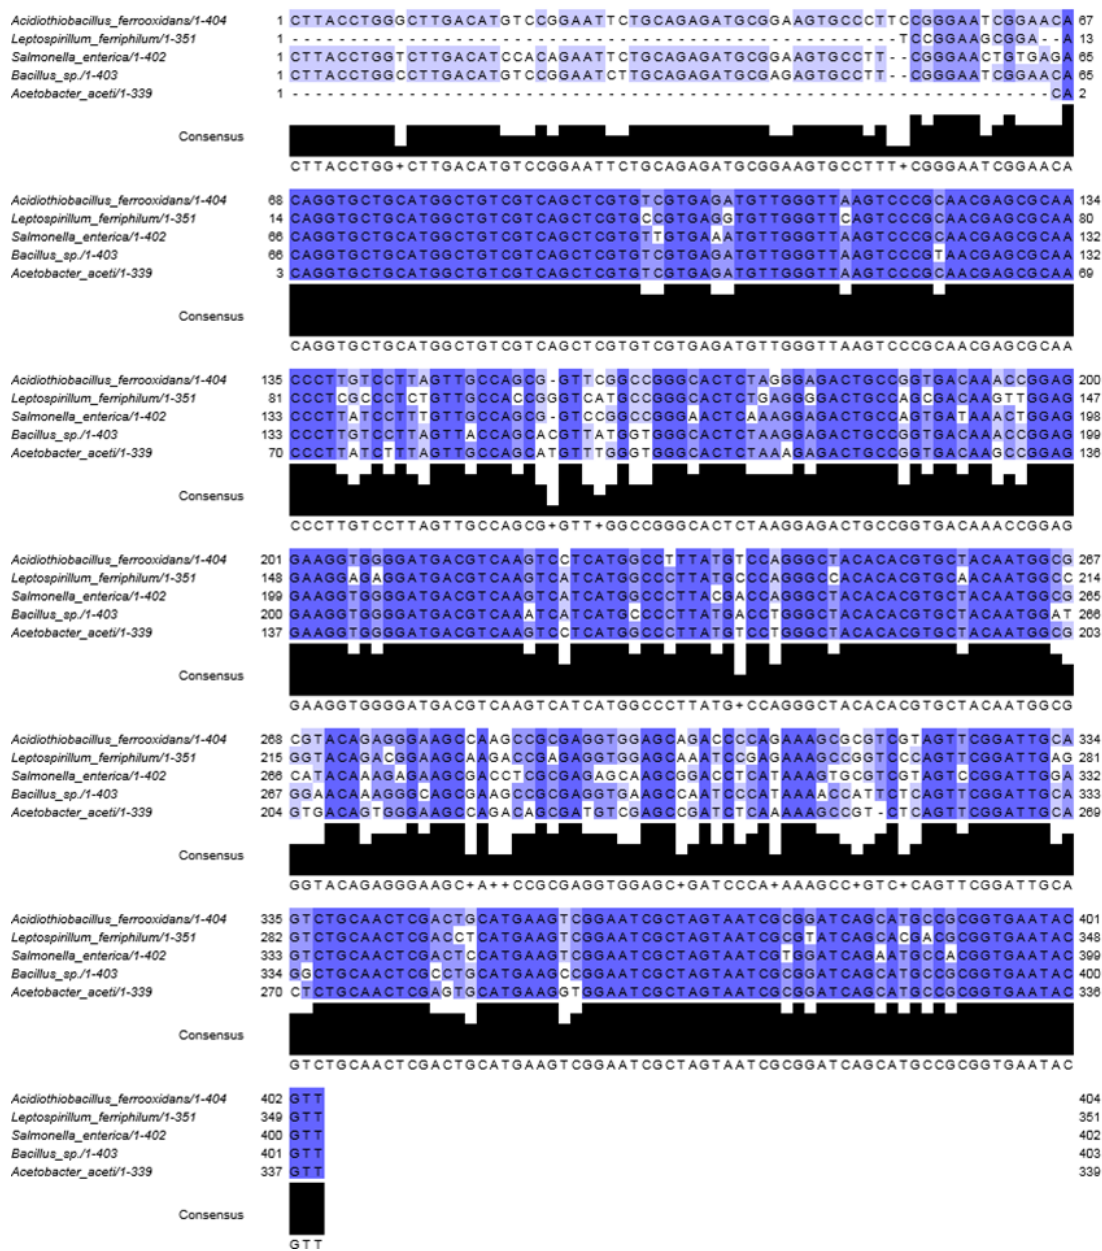 Acidiothiobacillus_ferrooxidans/1-404 1 CTTACCTGGGCTTGACATGTCCGGAATTCTGCAGAGATGCGGAAGTGCCCTTCCGGGAATCGGAACA 67
Leptospirillum_ferriphilum/1-351 1 ----------------------------------------------------TCCGGAAGCGGA--A 13
Salmonella_enterica/1-402 1 CTTACCTGGTCTTGACATCCACAGAATTCTGCAGAGATGCGGAAGTGCCTT--CGGGAACTGTGAGA 65
Bacillus_sp./1-403 1 CTTACCTGGCCTTGACATGTCCGGAATCTTGCAGAGATGCGAGAGTGCCTT--CGGGAATCGGAACA 65
Acetobacter_aceti/1-339 1 -----------------------------------------------------------------CA 2
Consensus
CTTACCTGG+CTTGACATGTCCGGAATTCTGCAGAGATGCGGAAGTGCCTTT+CGGGAATCGGAACA
Acidiothiobacillus_ferrooxidans/1-404 68 CAGGTGCTGCATGGCTGTCGTCAGCTCGTGTCGTGAGATGTTGGGTTAAGTCCCGCAACGAGCGCAA 134
Leptospirillum_ferriphilum/1-351 14 CAGGTGCTGCATGGCTGTCGTCAGCTCGTGCCGTGAGGTGTTGGGTTCAGTCCCGCAACGAGCGCAA 80
Salmonella_enterica/1-402 66 CAGGTGCTGCATGGCTGTCGTCAGCTCGTGTTGTGAAATGTTGGGTTAAGTCCCGCAACGAGCGCAA 132
Bacillus_sp./1-403 66 CAGGTGCTGCATGGCTGTCGTCAGCTCGTGTCGTGAGATGTTGGGTTAAGTCCCGTAACGAGCGCAA 132
Acetobacter_aceti/1-339 3 CAGGTGCTGCATGGCTGTCGTCAGCTCGTGTCGTGAGATGTTGGGTTAAGTCCCGCAACGAGCGCAA 69
Consensus
CAGGTGCTGCATGGCTGTCGTCAGCTCGTGTCGTGAGATGTTGGGTTAAGTCCCGCAACGAGCGCAA
Acidiothiobacillus_ferrooxidans/1-404 135 CCCTTGTCCTTAGTTGCCAGCG-GTTCGGCCGGGCACTCTAGGGAGACTGCCGGTGACAAACCGGAG 200
Leptospirillum_ferriphilum/1-351 81 CCCTCGCCCTCTGTTGCCACCGGGTCATGCCGGGCACTCTGAGGGGACTGCCAGCGACAAGTTGGAG 147
Salmonella_enterica/1-402 133 CCCTTATCCTTTGTTGCCAGCG-GTCCGGCCGGGAACTCAAAGGAGACTGCCAGTGATAAACTGGAG 198
Bacillus_sp./1-403 133 CCCTTGTCCTTAGTTACCAGCACGTTATGGTGGGCACTCTAAGGAGACTGCCGGTGACAAACCGGAG 199
Acetobacter_aceti/1-339 70 CCCTTATCTTTAGTTGCCAGCATGTTTGGGTGGGCACTCTAAAGAGACTGCCGGTGACAAGCCGGAG 136
Consensus
CCCTTGTCCTTAGTTGCCAGCG+GTT+GGCCGGGCACTCTAAGGAGACTGCCGGTGACAAACCGGAG
Acidiothiobacillus_ferrooxidans/1-404 201 GAAGGTGGGGATGACGTCAAGTCCTCATGGCCTTTATGTCCAGGGCTACACACGTGCTACAATGGCG 267
Leptospirillum_ferriphilum/1-351 148 GAAGGAGAGGATGACGTCAAGTCATCATGGCCCTTATGCCCAGGGCCACACACGTGCAACAATGGCC 214
Salmonella_enterica/1-402 199 GAAGGTGGGGATGACGTCAAGTCATCATGGCCCTTACGACCAGGGCTACACACGTGCTACAATGGCG 265
Bacillus_sp./1-403 200 GAAGGTGGGGATGACGTCAAATCATCATGCCCCTTATGACCTGGGCTACACACGTGCTACAATGGAT 266
Acetobacter_aceti/1-339 137 GAAGGTGGGGATGACGTCAAGTCCTCATGGCCCTTATGTCCTGGGCTACACACGTGCTACAATGGCG 203
Consensus
GAAGGTGGGGATGACGTCAAGTCATCATGGCCCTTATG+CCAGGGCTACACACGTGCTACAATGGCG
Acidiothiobacillus_ferrooxidans/1-404 268 CGTACAGAGGGAAGCCAAGCCGCGAGGTGGAGCAGACCCCAGAAAGCGCGTCGTAGTTCGGATTGCA 334
Leptospirillum_ferriphilum/1-351 215 GGTACAGACGGAAGCAAGACCGAGAGGTGGAGCAAATCCGAGAAAGCCGGTCCCAGTTCGGATTGAG 281
Salmonella_enterica/1-402 266 CATACAAAGAGAAGCGACCTCGCGAGAGCAAGCGGACCTCATAAAGTGCGTCGTAGTCCGGATTGGA 332
Bacillus_sp./1-403 267 GGAACAAAGGGCAGCGAAGCCGCGAGGTGAAGCCAATCCCATAAAACCATTCTCAGTTCGGATTGCA 333
Acetobacter_aceti/1-339 204 GTGACAGTGGGAAGCCAGACAGCGATGTCGAGCCGATCTCAAAAAGCCGT-CTCAGTTCGGATTGCA 269
Consensus
GGTACAGAGGGAAGC+A++CCGCGAGGTGGAGC+GATCCCA+AAAGCC+GTC+CAGTTCGGATTGCA
Acidiothiobacillus_ferrooxidans/1-404 335 GTCTGCAACTCGACTGCATGAAGTCGGAATCGCTAGTAATCGCGGATCAGCATGCCGCGGTGAATAC 401
Leptospirillum_ferriphilum/1-351 282 GTCTGCAACTCGACCTCATGAAGTCGGAATCGCTAGTAATCGCGTATCAGCACGACGCGGTGAATAC 348
Salmonella_enterica/1-402 333 GTCTGCAACTCGACTCCATGAAGTCGGAATCGCTAGTAATCGTGGATCAGAATGCCACGGTGAATAC 399
Bacillus_sp./1-403 334 GGCTGCAACTCGCCTGCATGAAGCCGGAATCGCTAGTAATCGCGGATCAGCATGCCGCGGTGAATAC 400
Acetobacter_aceti/1-339 270 CTCTGCAACTCGAGTGCATGAAGGTGGAATCGCTAGTAATCGCGGATCAGCATGCCGCGGTGAATAC 336
Consensus
GTCTGCAACTCGACTGCATGAAGTCGGAATCGCTAGTAATCGCGGATCAGCATGCCGCGGTGAATAC
Acidiothiobacillus_ferrooxidans/1-404 402 GTT 404
Leptospirillum_ferriphilum/1-351 349 GTT 351
Salmonella_enterica/1-402 400 GTT 402
Bacillus_sp./1-403 401 GTT 403
Acetobacter_aceti/1-339 337 GTT 339
Consensus
GTT